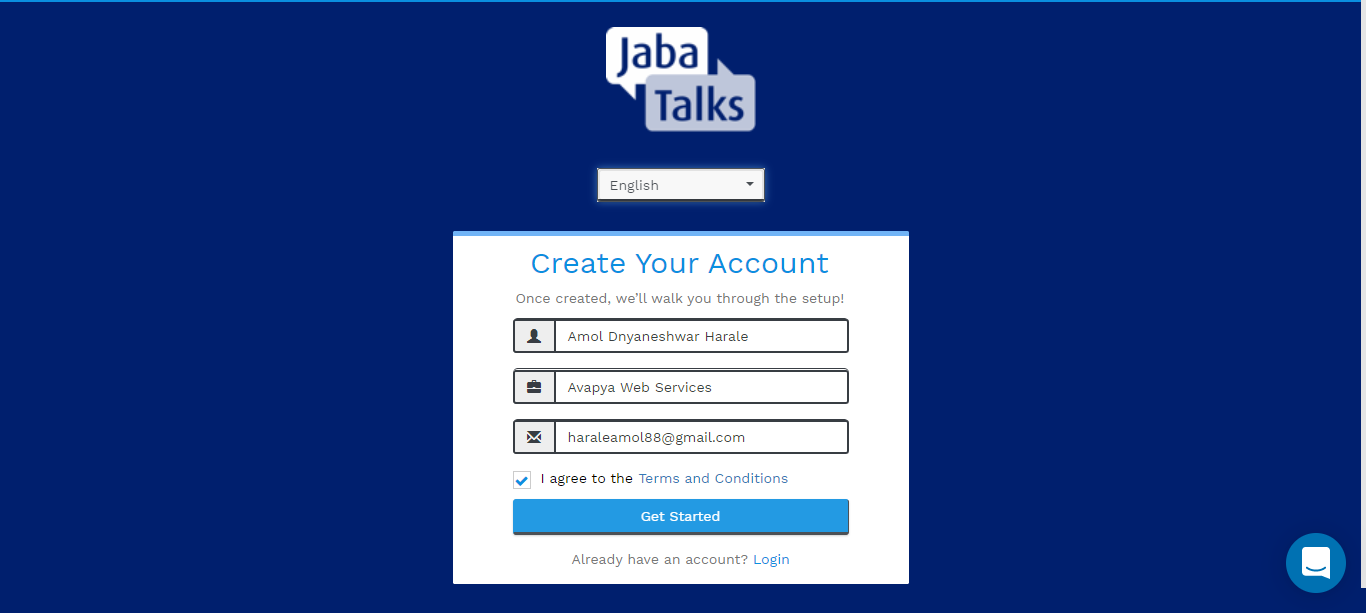 Jaba
Talks
English
Create Your Account
Once created, we’ll walk you through the setup!
Amol Dnyaneshwar Harale
Avapya Web Services
haraleamol88@gmail.com
I agree to the Terms and Conditions
Get Started
Already have an account? Login